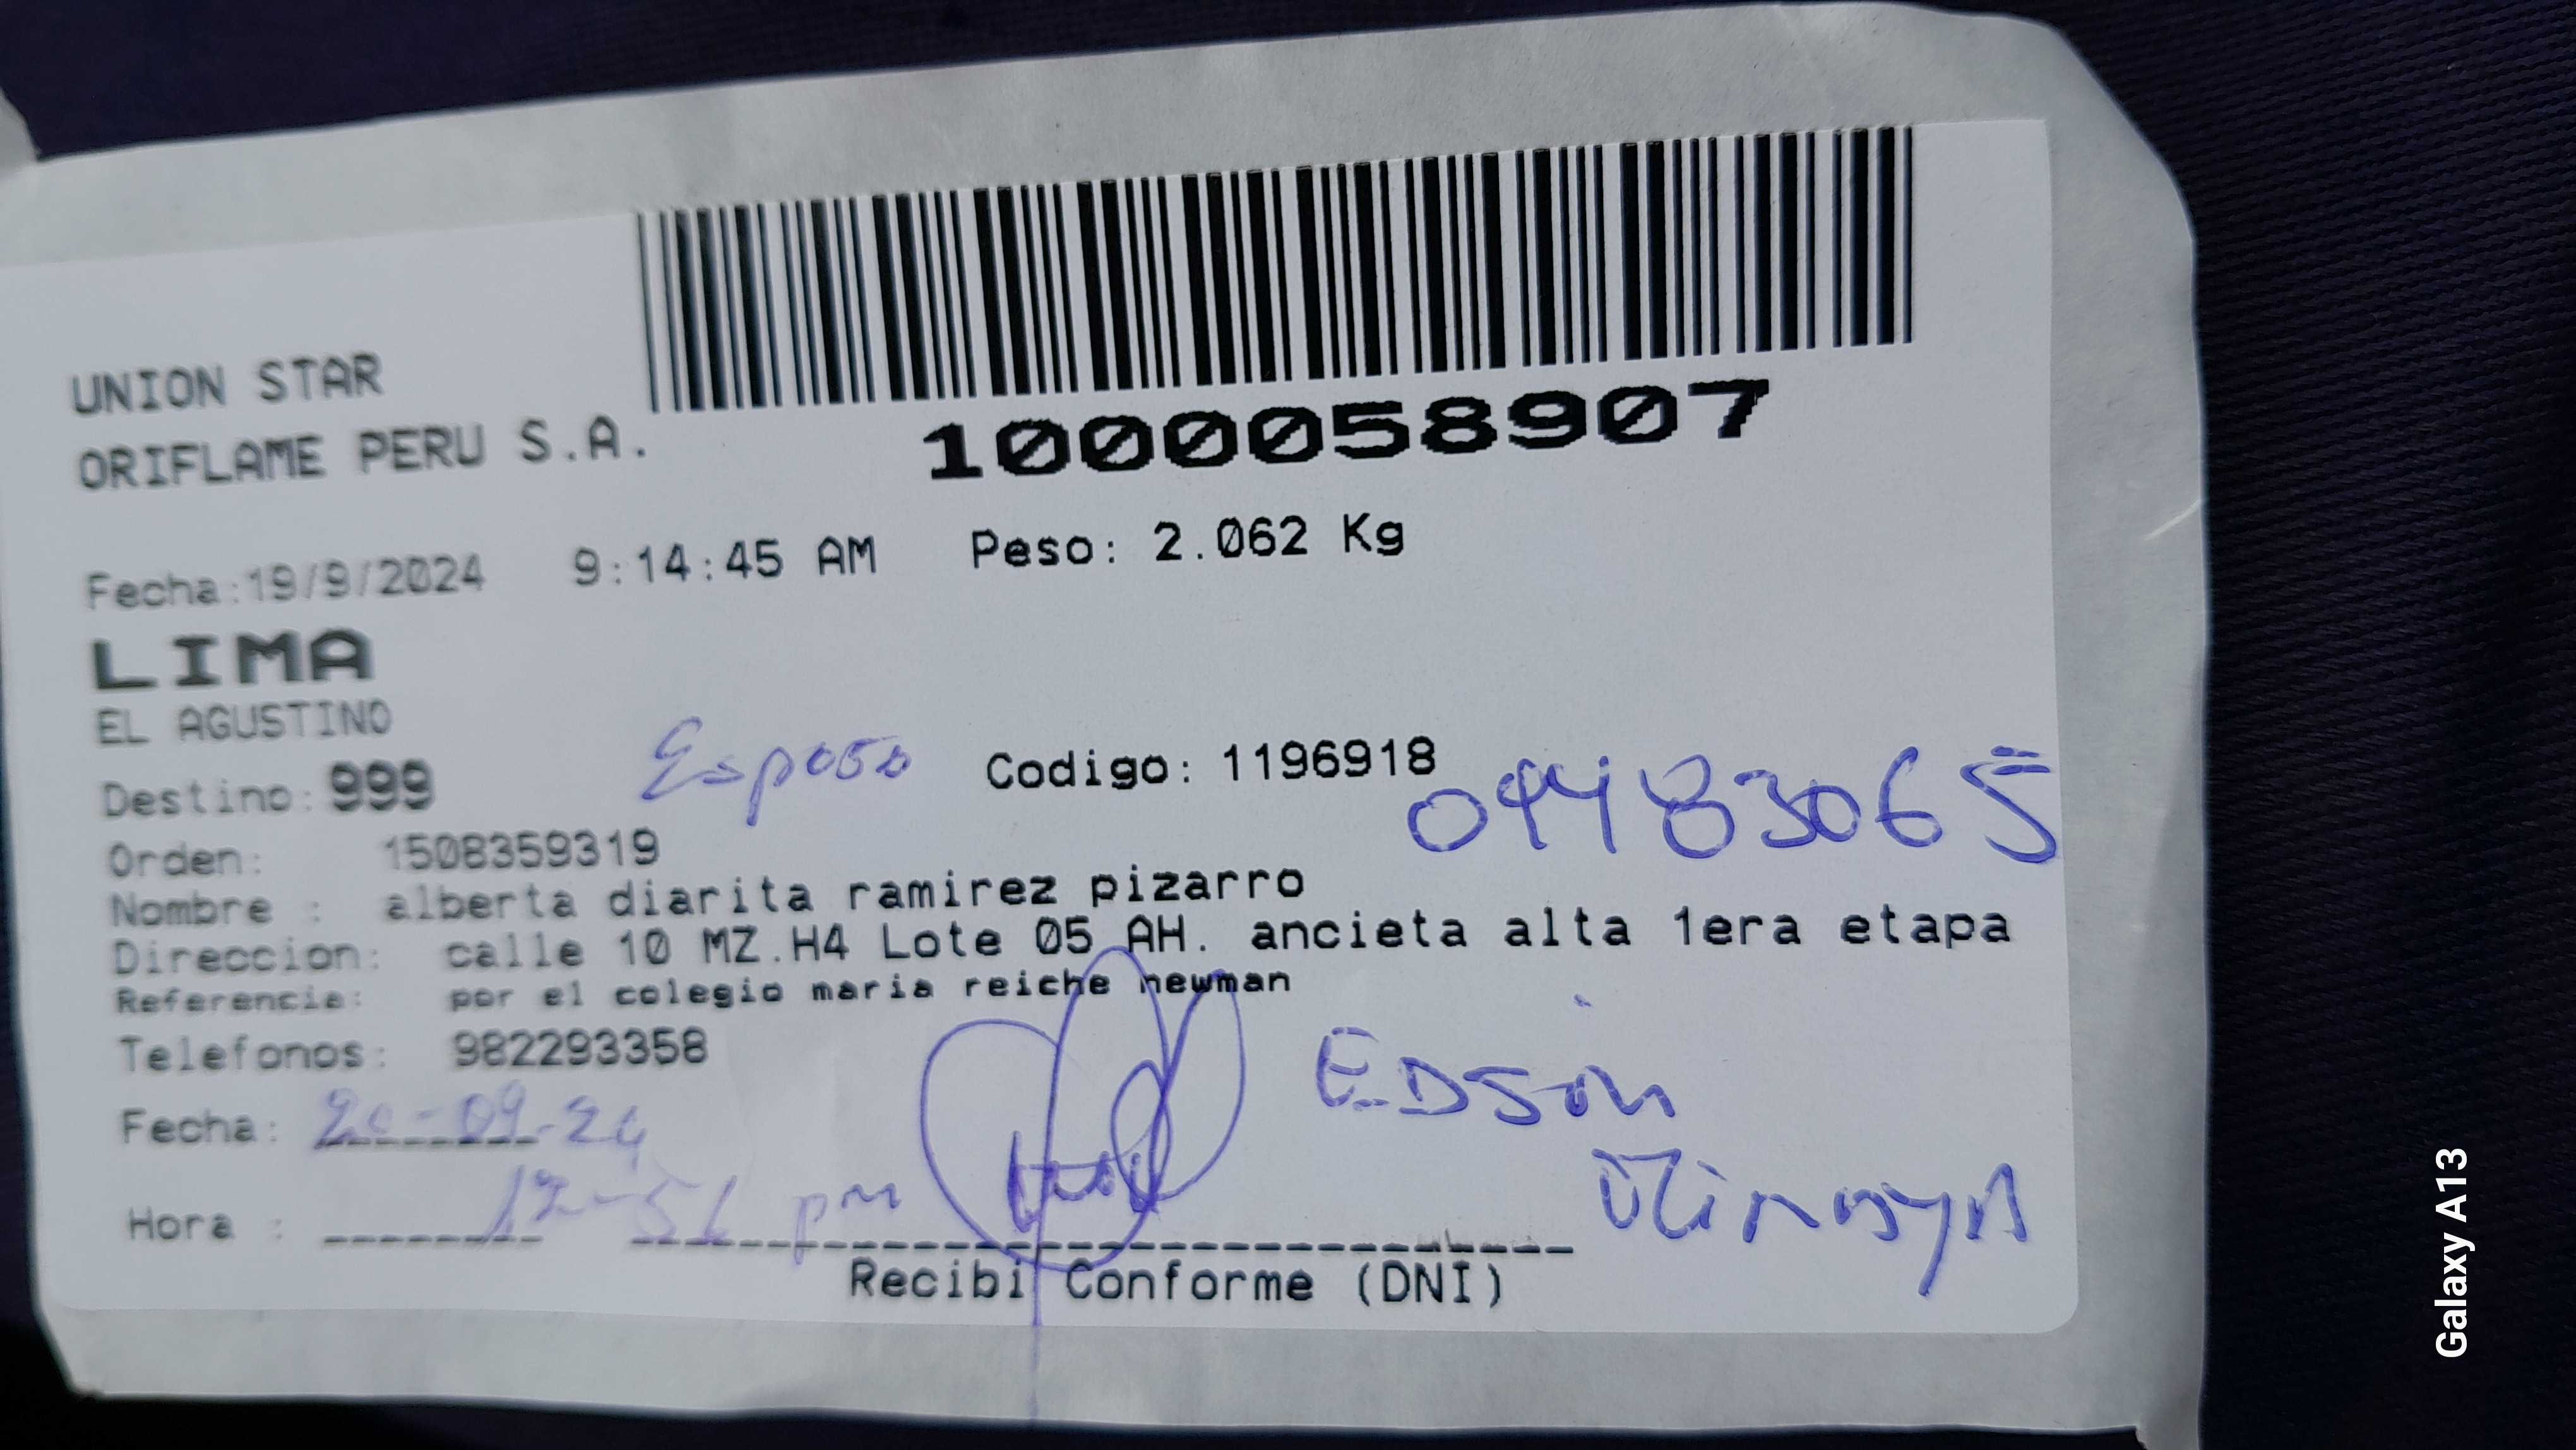 UNION STAR
ORIFLAME PERU S.A.
1000058907
Fecha:19/9/2024 9:14:45 AM Peso: 2.062 Kg
LIMA
EL AGUSTINO
Esposo Codigo: 1196918
Destino: 999
09483065
Orden: 1508359319
Nombre : alberta diarita ramirez pizarro
Direccion: calle 10 MZ.H4 Lote 05 AH. ancieta alta 1era etapa
Referencia: por el colegio maria reiche newman
Telefonos: 982293358
EDSON
Fecha: 20-09-24
Hora : 12-51 pm
Recibi Conforme (DNI)
Galaxy A13